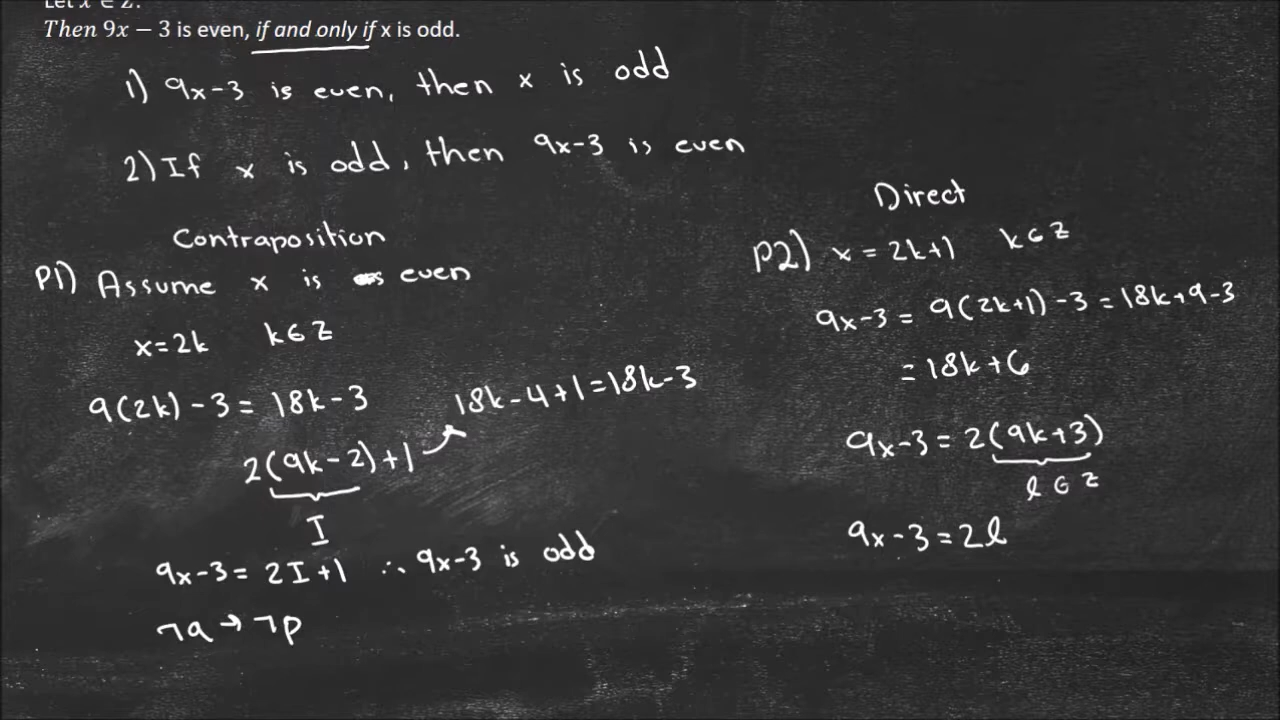 Let x ∈ ℤ.
Then 9x − 3 is even, if and only if x is odd.
1) 9x-3 is even, then x is odd
2) If x is odd, then 9x-3 is even
Contraposition
P1) Assume x is even
x=2k k∈Z
9(2k)-3 = 18k-3
18k-4+1=18k-3
2(9k-2)+1
I
9x-3= 2I+1 ∴ 9x-3 is odd
¬q→¬p
Direct
P2) x = 2k+1 k∈Z
9x-3 = 9(2k+1)-3 = 18k+9-3
= 18k+6
9x-3 = 2(9k+3)
l ∈ Z
9x-3=2l